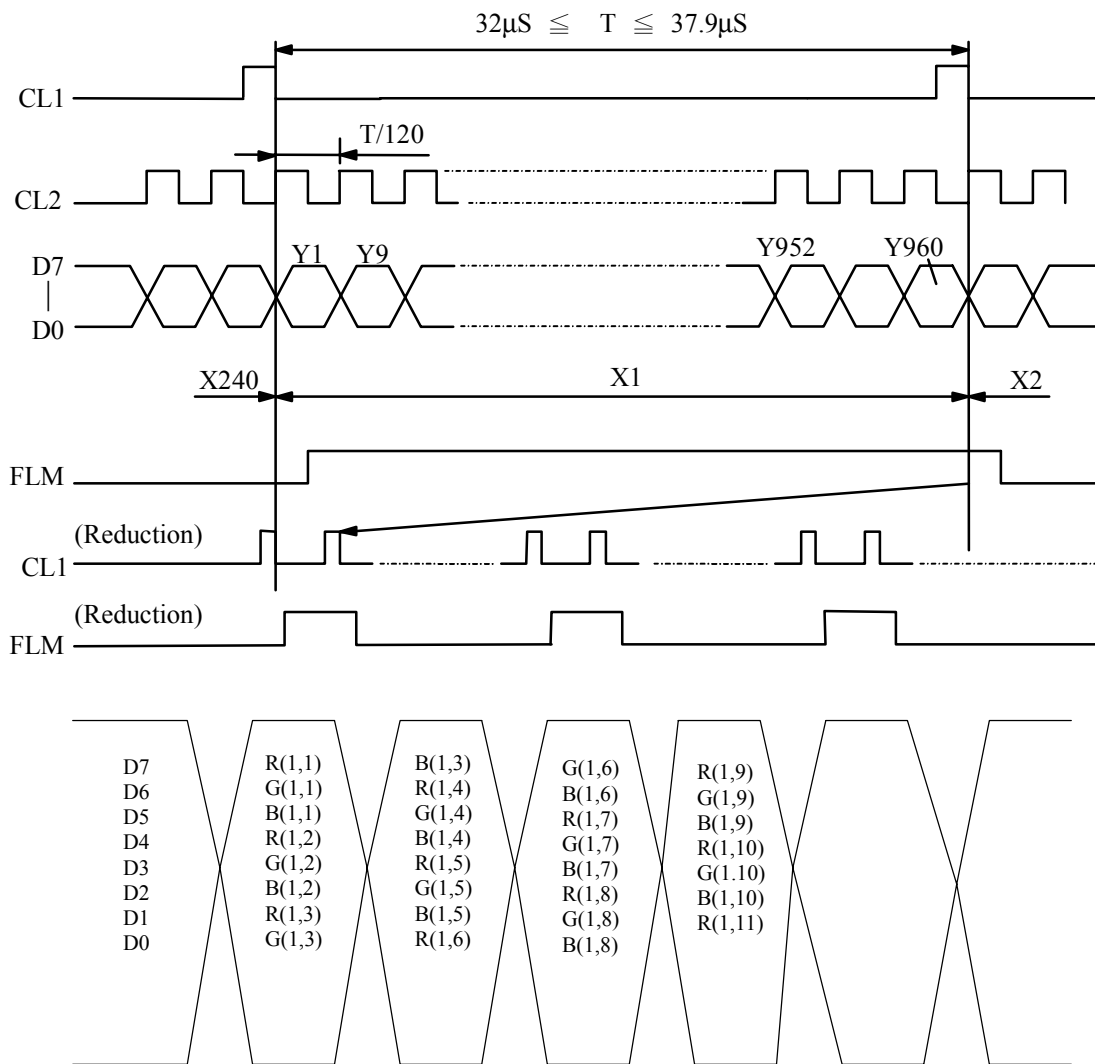 32μS ≦ T ≦ 37.9μS
CL1
T/120
CL2
D7
D0
Y1 Y9 Y952 Y960
X240 X1 X2
FLM
(Reduction)
CL1
(Reduction)
FLM
D7 R(1,1) B(1,3) G(1,6) R(1,9)
D6 G(1,1) R(1,4) B(1,6) G(1,9)
D5 B(1,1) G(1,4) R(1,7) B(1,9)
D4 R(1,2) B(1,4) G(1,7) R(1,10)
D3 G(1,2) R(1,5) B(1,7) G(1.10)
D2 B(1,2) G(1,5) R(1,8) B(1,10)
D1 R(1,3) B(1,5) G(1,8) R(1,11)
D0 G(1,3) R(1,6) B(1,8)